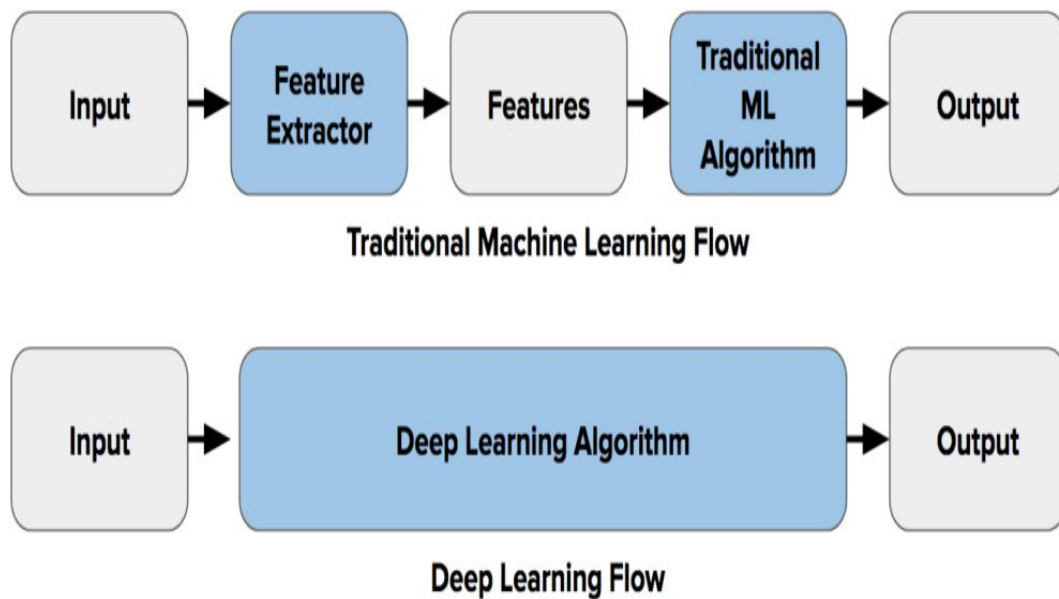 Input
Feature
Extractor
Features
Traditional
ML
Algorithm
Output
Traditional Machine Learning Flow
Input
Deep Learning Algorithm
Output
Deep Learning Flow